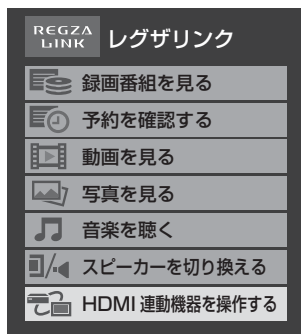 REGZA
LINK
レグザリンク
録画番組を見る
予約を確認する
動画を見る
写真を見る
音楽を聴く
スピーカーを切り換える
HDMI 連動機器を操作する